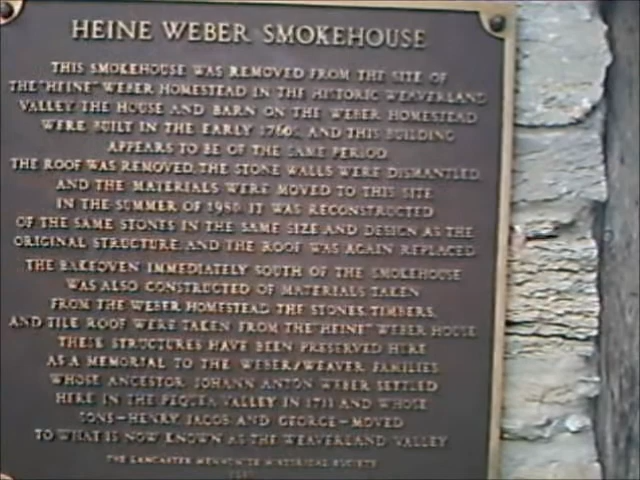 HEINE WEBER SMOKEHOUSE
THIS SMOKEHOUSE WAS REMOVED FROM THE SITE OF
THE "HEINE" WEBER HOMESTEAD IN THE HISTORIC WEAVERLAND
VALLEY THE HOUSE AND BARN ON THE WEBER HOMESTEAD
WERE BUILT IN THE EARLY 1760S, AND THIS BUILDING
APPEARS TO BE OF THE SAME PERIOD.
THE ROOF WAS REMOVED, THE STONE WALLS WERE DISMANTLED,
AND THE MATERIALS WERE MOVED TO THIS SITE
IN THE SUMMER OF IT WAS RECONSTRUCTED
OF THE SAME STONES IN THE SAME SIZE AND DESIGN AS THE
ORIGINAL STRUCTURE, AND THE ROOF WAS AGAIN REPLACED.
THE BAKEOVEN IMMEDIATELY SOUTH OF THE SMOKEHOUSE
WAS ALSO CONSTRUCTED OF MATERIALS TAKEN
FROM THE WEBER HOMESTEAD. THE STONES, TIMBERS,
AND TILE ROOF WERE TAKEN FROM THE "HEINE" WEBER HOUSE.
THESE STRUCTURES HAVE BEEN PRESERVED HERE
AS A MEMORIAL TO THE WEBER/WEAVER FAMILIES
WHOSE ANCESTOR JOHANN ANTON WEBER SETTLED
HERE IN THE PEQUEA VALLEY IN AND WHOSE
SONS—HENRY, JACOB, AND GEORGE—MOVED
TO WHAT IS NOW KNOWN AS THE WEAVERLAND VALLEY
THE LANCASTER MENNONITE HISTORICAL SOCIETY